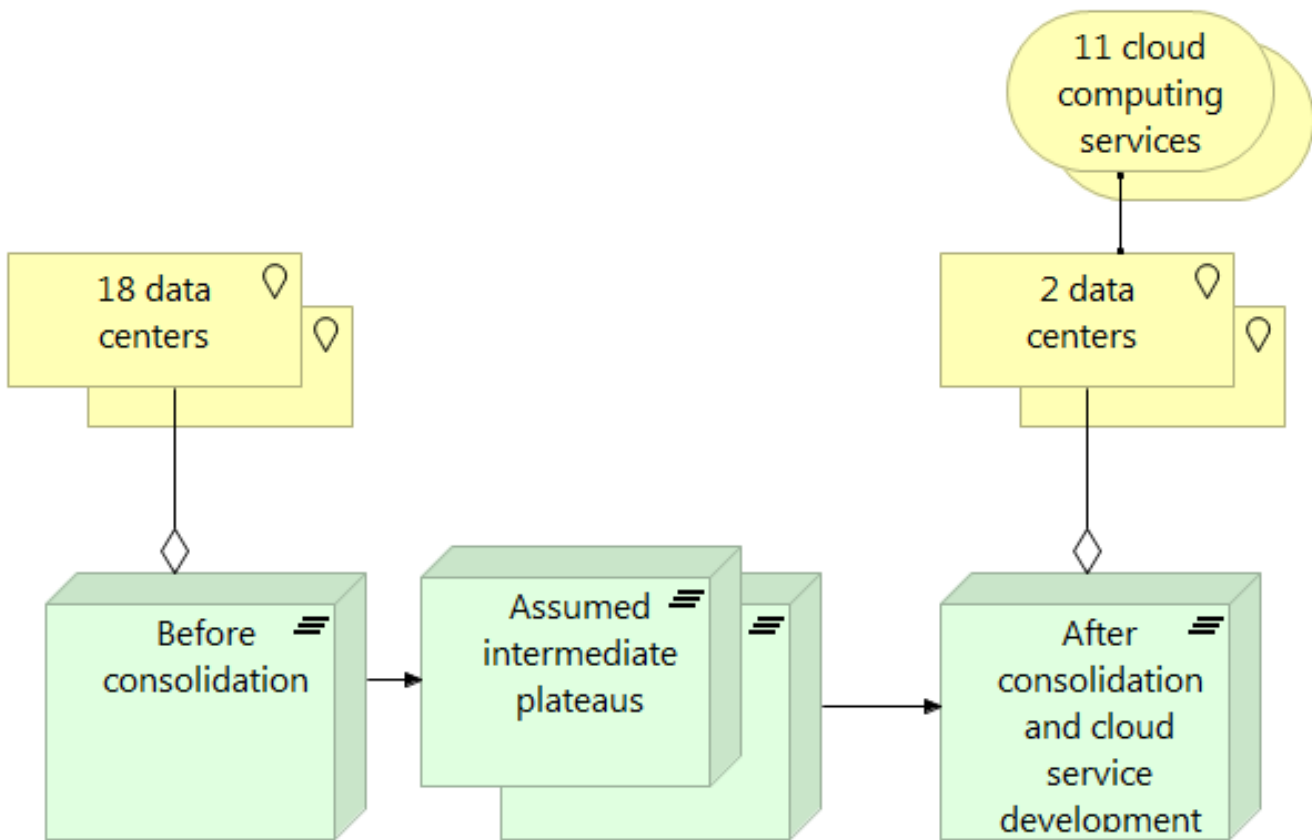 11 cloud
computing
services
18 data
centers
2 data
centers
Before
consolidation
Assumed
intermediate
plateaus
After
consolidation
and cloud
service
development